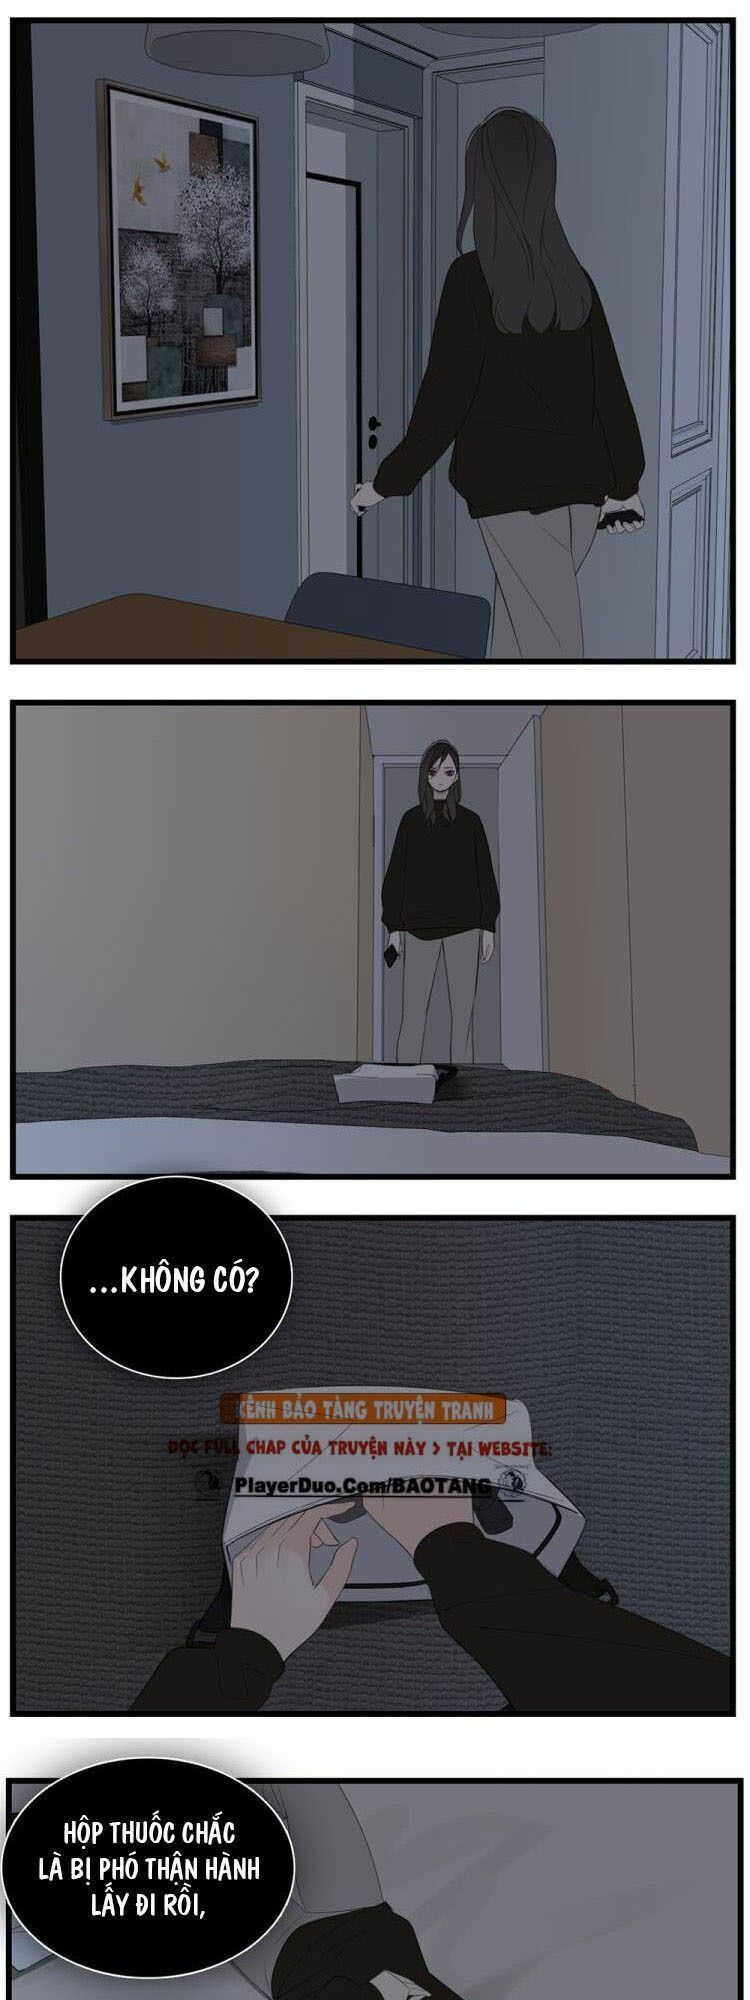 ...KHÔNG CÓ?
KÊNH BẢO TÀNG TRUYỆN TRANH
ĐỌC FULL CHAP CỦA TRUYỆN NÀY > TẠI WEBSITE:
PlayerDuo.Com/BAOTANG
HỘP THUỐC CHẮC
LÀ BỊ PHÓ THẬN HÀNH
LẤY ĐI RỒI,